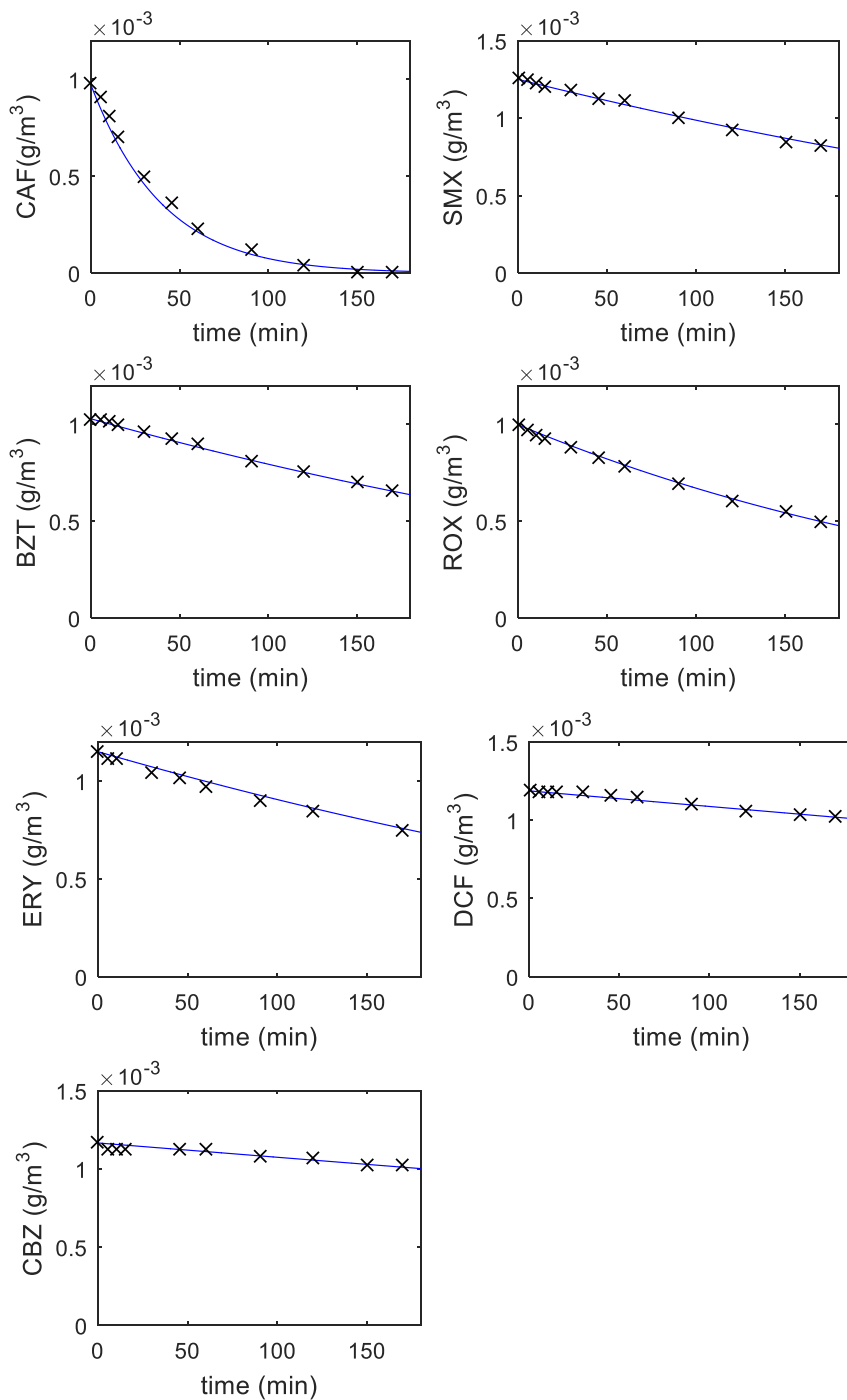 × 10⁻³
1
0.5
0
CAF(g/m³)
0 50 100 150
time (min)
× 10⁻³
1.5
1
0.5
0
SMX (g/m³)
0 50 100 150
time (min)
× 10⁻³
1
0.5
0
BZT (g/m³)
0 50 100 150
time (min)
× 10⁻³
1
0.5
0
ROX (g/m³)
0 50 100 150
time (min)
× 10⁻³
1
0.5
0
ERY (g/m³)
0 50 100 150
time (min)
× 10⁻³
1.5
1
0.5
0
DCF (g/m³)
0 50 100 150
time (min)
× 10⁻³
1.5
1
0.5
0
CBZ (g/m³)
0 50 100 150
time (min)